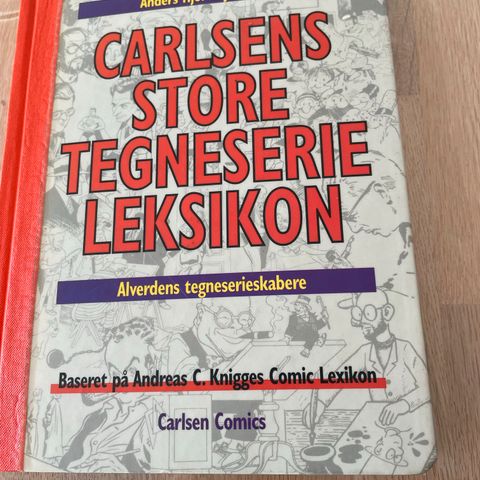 Anders
CARLSENS
STORE
TEGNESERIE
LEKSIKON
Alverdens tegneserieskabere
Baseret på Andreas C. Knigges Comic Lexikon
Carlsen Comics